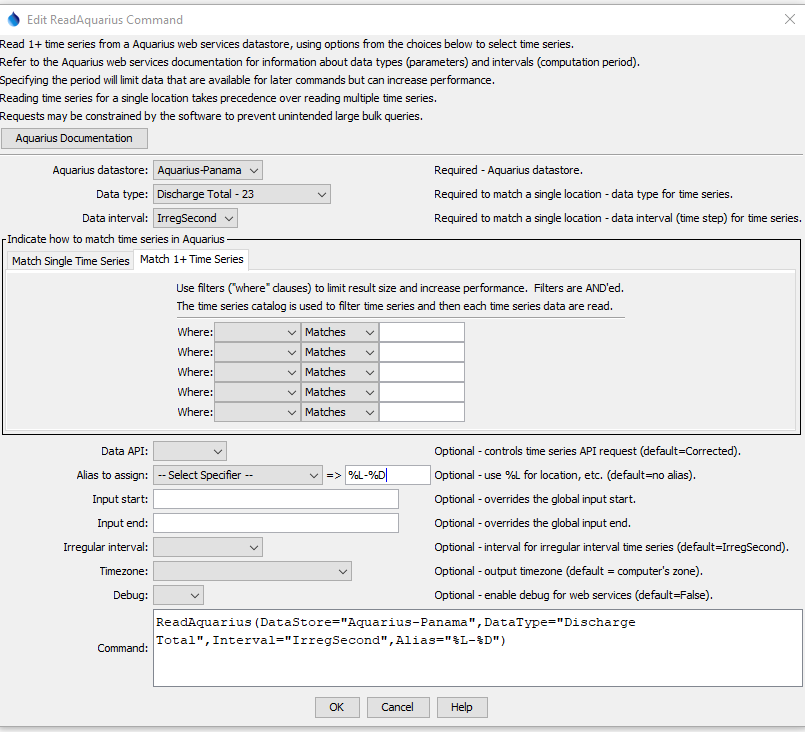 Edit ReadAquarius Command
Read 1+ time series from a Aquarius web services datastore, using options from the choices below to select time series.
Refer to the Aquarius web services documentation for information about data types (parameters) and intervals (computation period).
Specifying the period will limit data that are available for later commands but can increase performance.
Reading time series for a single location takes precedence over reading multiple time series.
Requests may be constrained by the software to prevent unintended large bulk queries.
Aquarius Documentation
Aquarius datastore: Aquarius-Panama Required - Aquarius datastore.
Data type: Discharge Total - 23 Required to match a single location - data type for time series.
Data interval: IrregSecond Required to match a single location - data interval (time step) for time series.
Indicate how to match time series in Aquarius
Match Single Time Series Match 1+ Time Series
Use filters ("where" clauses) to limit result size and increase performance. Filters are AND'ed.
The time series catalog is used to filter time series and then each time series data are read.
Where: Matches
Where: Matches
Where: Matches
Where: Matches
Where: Matches
Data API: Optional - controls time series API request (default=Corrected).
Alias to assign: -- Select Specifier -- => %L-%D Optional - use %L for location, etc. (default=no alias).
Input start: Optional - overrides the global input start.
Input end: Optional - overrides the global input end.
Irregular interval: Optional - interval for irregular interval time series (default=IrregSecond).
Timezone: Optional - output timezone (default = computer's zone).
Debug: Optional - enable debug for web services (default=False).
Command: ReadAquarius(DataStore="Aquarius-Panama",DataType="Discharge
Total",Interval="IrregSecond",Alias="%L-%D")
OK Cancel Help